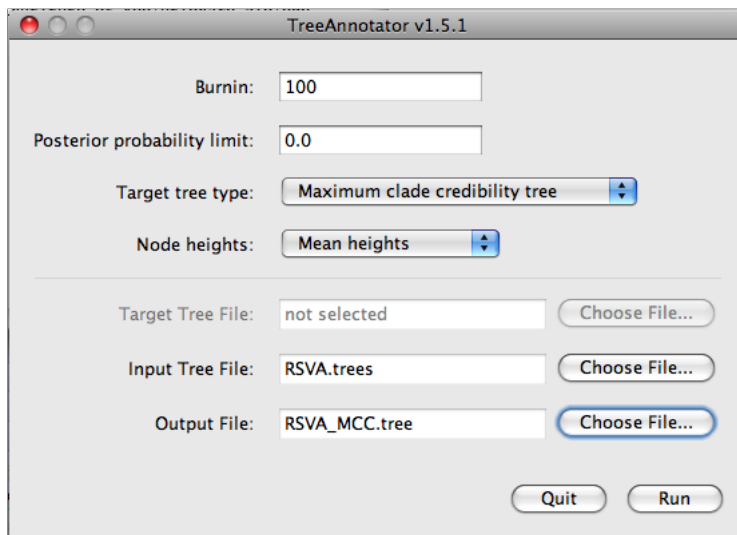 TreeAnnotator v1.5.1
Burnin: 100
Posterior probability limit: 0.0
Target tree type: Maximum clade credibility tree
Node heights: Mean heights
Target Tree File: not selected Choose File...
Input Tree File: RSVA.trees Choose File...
Output File: RSVA_MCC.tree Choose File...
Quit Run